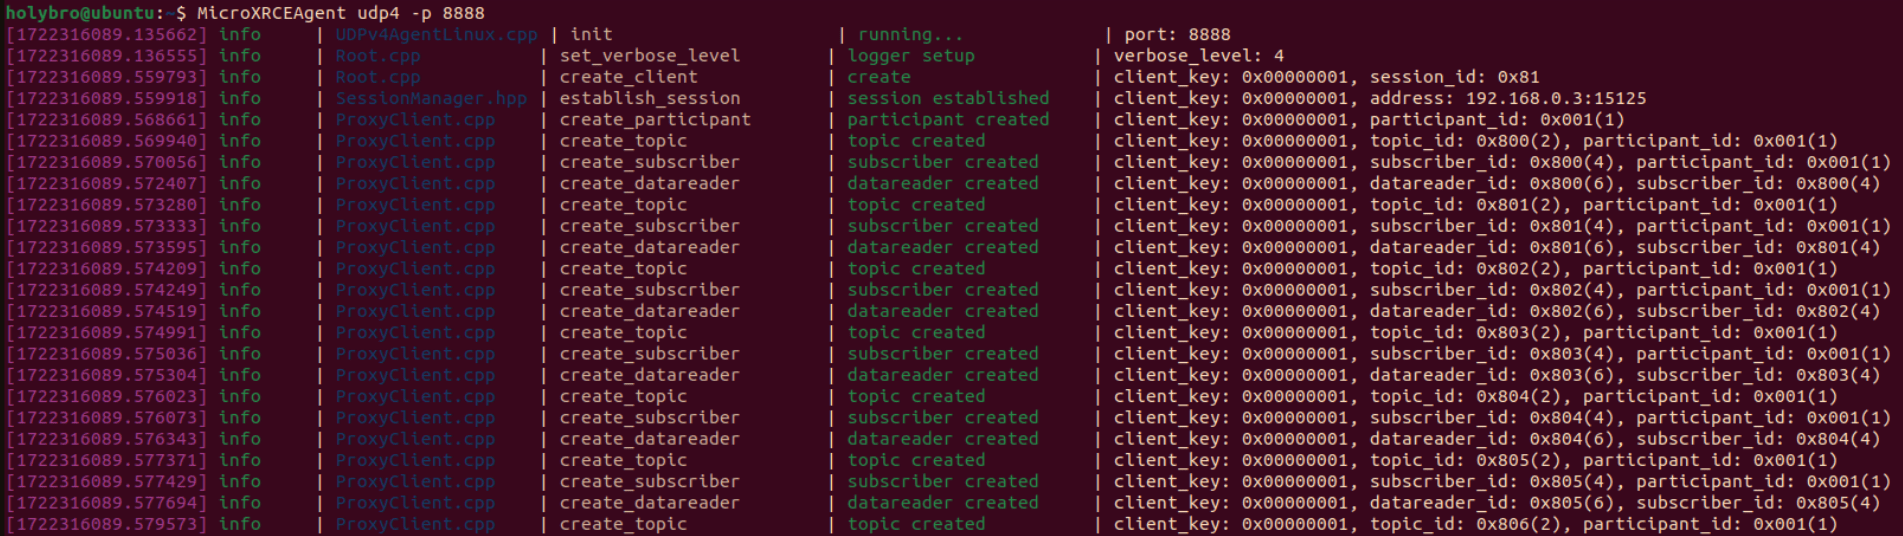 holybro@ubuntu:~$ MicroXRCEAgent udp4 -p 8888
[1722316089.135662] info | UDPv4AgentLinux.cpp | init | running... | port: 8888
[1722316089.136555] info | Root.cpp | set_verbose_level | logger setup | verbose_level: 4
[1722316089.559793] info | Root.cpp | create_client | create | client_key: 0x00000001, session_id: 0x81
[1722316089.559918] info | SessionManager.hpp | establish_session | session established | client_key: 0x00000001, address: 192.168.0.3:15125
[1722316089.568661] info | ProxyClient.cpp | create_participant | participant created | client_key: 0x00000001, participant_id: 0x001(1)
[1722316089.569940] info | ProxyClient.cpp | create_topic | topic created | client_key: 0x00000001, topic_id: 0x800(2), participant_id: 0x001(1)
[1722316089.570056] info | ProxyClient.cpp | create_subscriber | subscriber created | client_key: 0x00000001, subscriber_id: 0x800(4), participant_id: 0x001(1)
[1722316089.572407] info | ProxyClient.cpp | create_datareader | datareader created | client_key: 0x00000001, datareader_id: 0x800(6), subscriber_id: 0x800(4)
[1722316089.573280] info | ProxyClient.cpp | create_topic | topic created | client_key: 0x00000001, topic_id: 0x801(2), participant_id: 0x001(1)
[1722316089.573333] info | ProxyClient.cpp | create_subscriber | subscriber created | client_key: 0x00000001, subscriber_id: 0x801(4), participant_id: 0x001(1)
[1722316089.573595] info | ProxyClient.cpp | create_datareader | datareader created | client_key: 0x00000001, datareader_id: 0x801(6), subscriber_id: 0x801(4)
[1722316089.574209] info | ProxyClient.cpp | create_topic | topic created | client_key: 0x00000001, topic_id: 0x802(2), participant_id: 0x001(1)
[1722316089.574249] info | ProxyClient.cpp | create_subscriber | subscriber created | client_key: 0x00000001, subscriber_id: 0x802(4), participant_id: 0x001(1)
[1722316089.574519] info | ProxyClient.cpp | create_datareader | datareader created | client_key: 0x00000001, datareader_id: 0x802(6), subscriber_id: 0x802(4)
[1722316089.574991] info | ProxyClient.cpp | create_topic | topic created | client_key: 0x00000001, topic_id: 0x803(2), participant_id: 0x001(1)
[1722316089.575036] info | ProxyClient.cpp | create_subscriber | subscriber created | client_key: 0x00000001, subscriber_id: 0x803(4), participant_id: 0x001(1)
[1722316089.575304] info | ProxyClient.cpp | create_datareader | datareader created | client_key: 0x00000001, datareader_id: 0x803(6), subscriber_id: 0x803(4)
[1722316089.576023] info | ProxyClient.cpp | create_topic | topic created | client_key: 0x00000001, topic_id: 0x804(2), participant_id: 0x001(1)
[1722316089.576073] info | ProxyClient.cpp | create_subscriber | subscriber created | client_key: 0x00000001, subscriber_id: 0x804(4), participant_id: 0x001(1)
[1722316089.576343] info | ProxyClient.cpp | create_datareader | datareader created | client_key: 0x00000001, datareader_id: 0x804(6), subscriber_id: 0x804(4)
[1722316089.577371] info | ProxyClient.cpp | create_topic | topic created | client_key: 0x00000001, topic_id: 0x805(2), participant_id: 0x001(1)
[1722316089.577429] info | ProxyClient.cpp | create_subscriber | subscriber created | client_key: 0x00000001, subscriber_id: 0x805(4), participant_id: 0x001(1)
[1722316089.577694] info | ProxyClient.cpp | create_datareader | datareader created | client_key: 0x00000001, datareader_id: 0x805(6), subscriber_id: 0x805(4)
[1722316089.579573] info | ProxyClient.cpp | create_topic | topic created | client_key: 0x00000001, topic_id: 0x806(2), participant_id: 0x001(1)